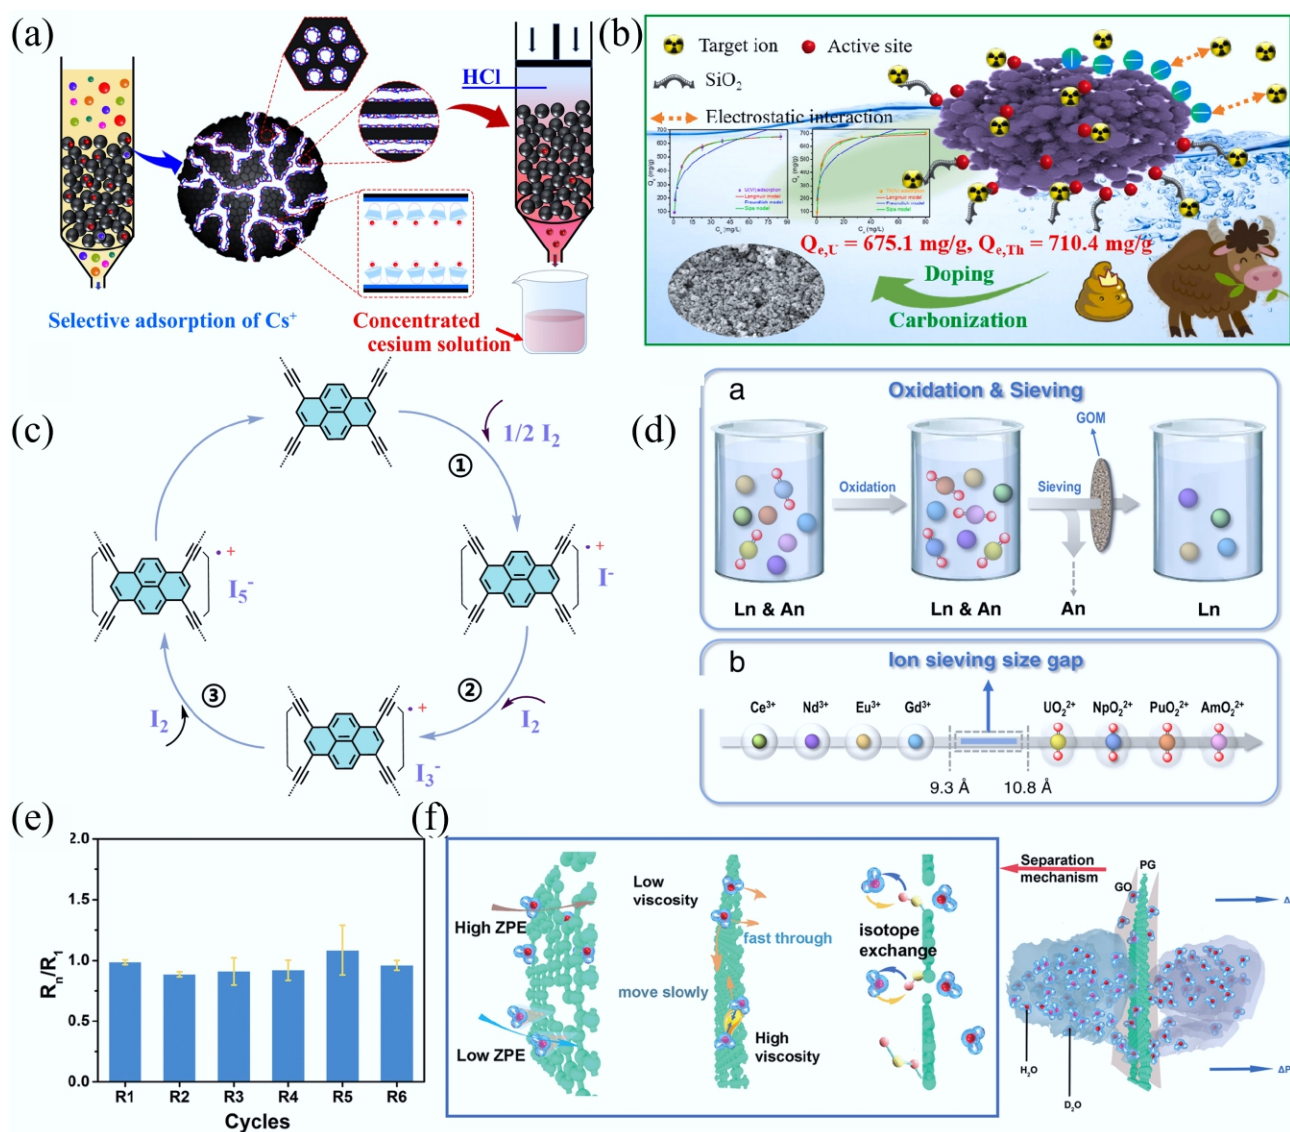 (a)
HCl
Selective adsorption of Cs⁺
Concentrated
cesium solution
(b)
Target ion
Active site
SiO₂
Electrostatic interaction
Qₑ,U = 675.1 mg/g, Qₑ,Th = 710.4 mg/g
Doping
Carbonization
(c)
1/2 I₂
①
I⁻
•+
②
I₂
I₃⁻
•+
③
I₂
I₅⁻
•+
(d)
a
Oxidation & Sieving
GOM
Oxidation
Sieving
Ln & An
Ln & An
An
Ln
b
Ion sieving size gap
Ce³⁺ Nd³⁺ Eu³⁺ Gd³⁺ UO₂²⁺ NpO₂²⁺ PuO₂²⁺ AmO₂²⁺
9.3 Å 10.8 Å
(e)
Rₙ/R₁
2.0
1.5
1.0
0.5
0.0
R1 R2 R3 R4 R5 R6
Cycles
(f)
High ZPE
Low ZPE
Low
viscosity
fast through
move slowly
High
viscosity
isotope
exchange
Separation
mechanism
PG
GO
H₂O
D₂O
ΔP